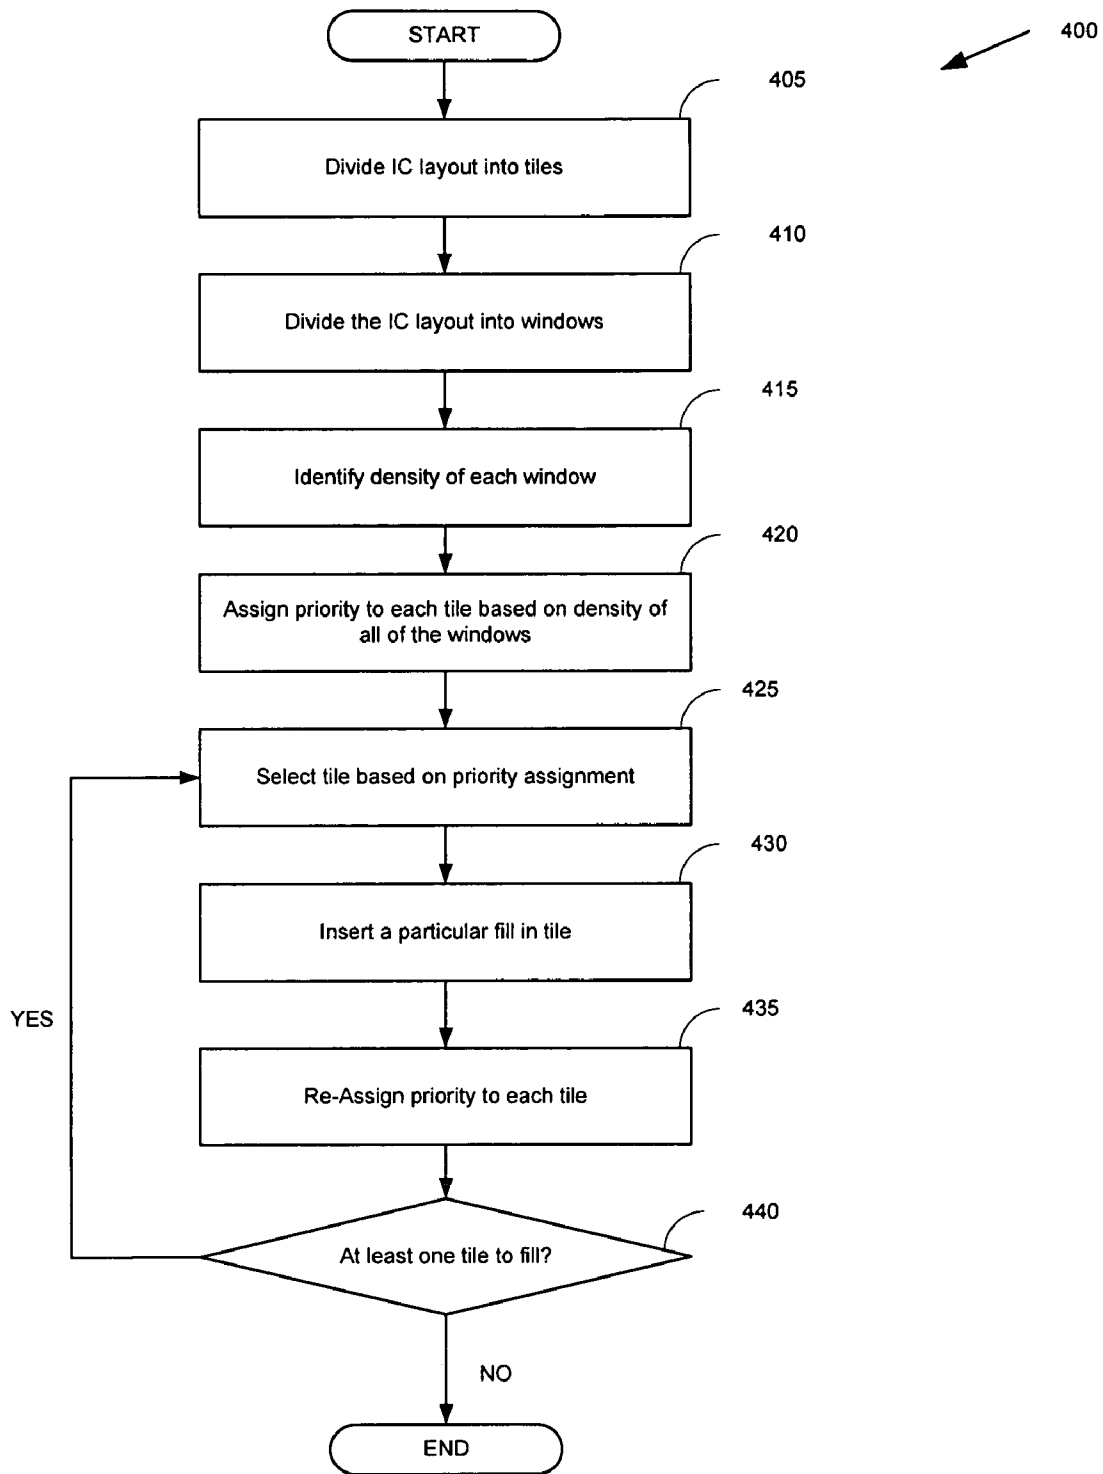 START
400
405
Divide IC layout into tiles
410
Divide the IC layout into windows
415
Identify density of each window
420
Assign priority to each tile based on density of
all of the windows
425
Select tile based on priority assignment
430
Insert a particular fill in tile
YES
435
Re-Assign priority to each tile
440
At least one tile to fill?
NO
END